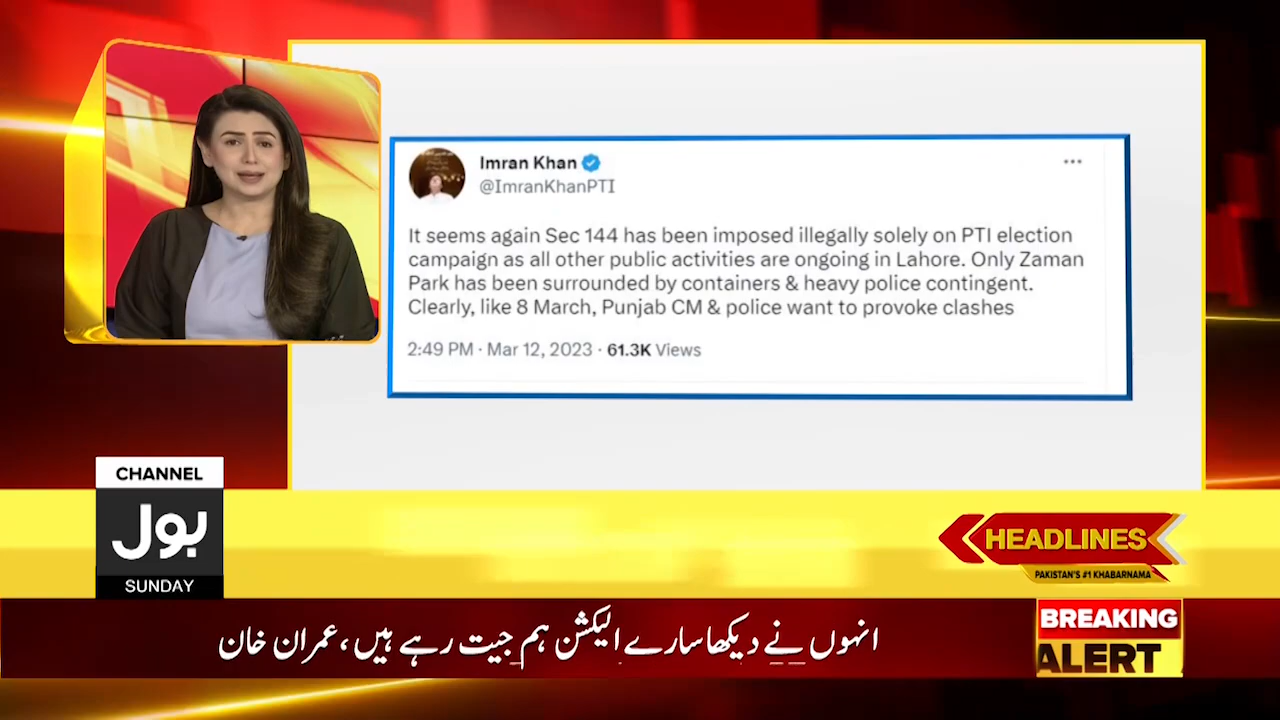 Imran Khan
@ImranKhanPTI
It seems again Sec 144 has been imposed illegally solely on PTI election
campaign as all other public activities are ongoing in Lahore. Only Zaman
Park has been surrounded by containers & heavy police contingent.
Clearly, like 8 March, Punjab CM & police want to provoke clashes
2:49 PM · Mar 12, 2023 · 61.3K Views
CHANNEL
بول
SUNDAY
HEADLINES
PAKISTAN'S #1 KHABARNAMA
انہوں نے دیکھا سارے الیکشن ہم جیت رہے ہیں، عمران خان
BREAKING
ALERT